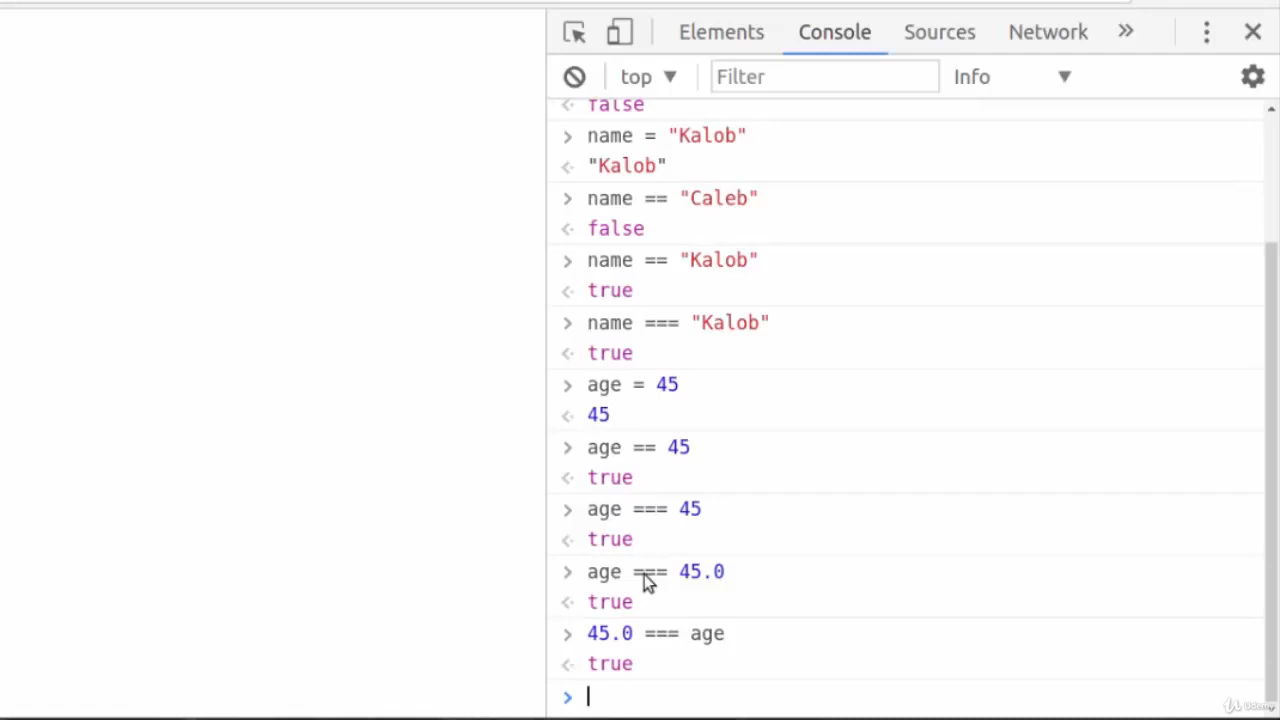 Elements Console Sources Network »
top ▼ Filter Info ▼
false
> name = "Kalob"
"Kalob"
> name == "Caleb"
false
> name == "Kalob"
true
> name === "Kalob"
true
> age = 45
45
> age == 45
true
> age === 45
true
> age === 45.0
true
> 45.0 === age
true
>
Udemy